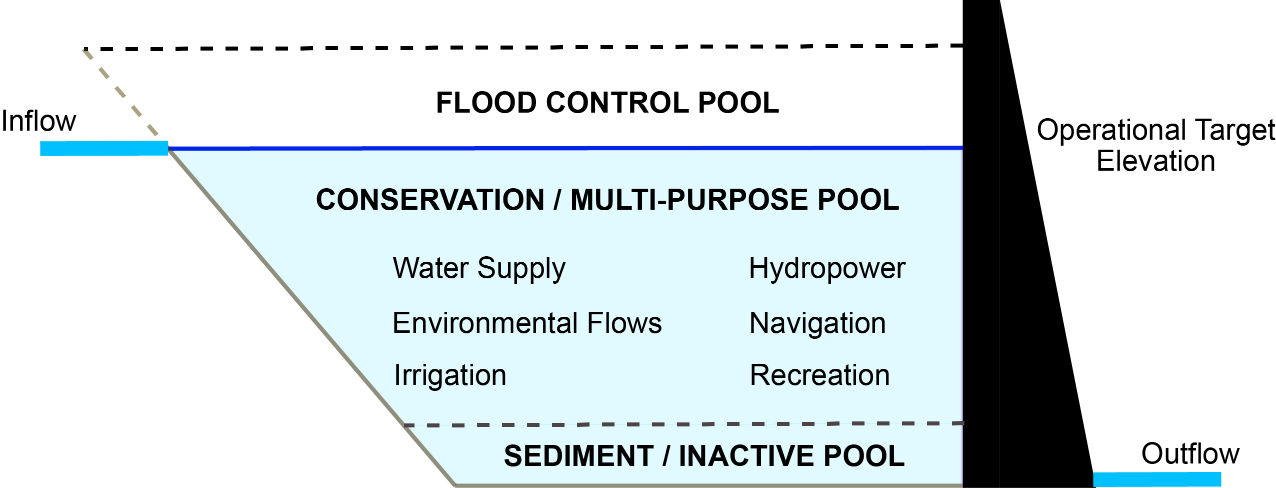 FLOOD CONTROL POOL
Inflow
Operational Target
Elevation
CONSERVATION / MULTI-PURPOSE POOL
Water Supply
Hydropower
Environmental Flows
Navigation
Irrigation
Recreation
SEDIMENT / INACTIVE POOL
Outflow